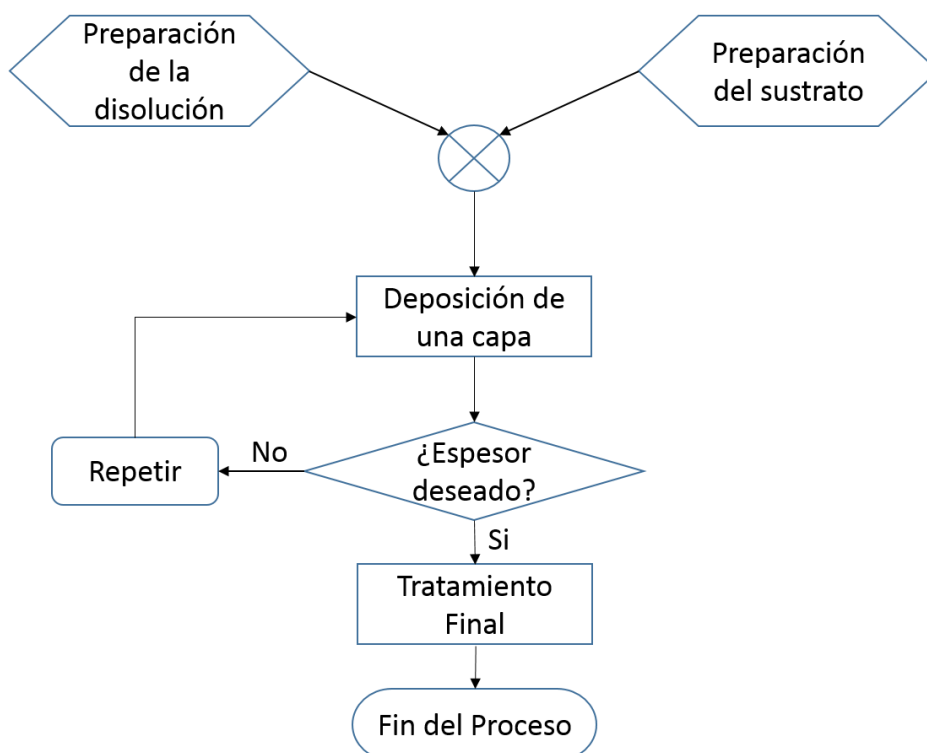 Preparación
de la
disolución
Preparación
del sustrato
Deposición de
una capa
¿Espesor
deseado?
No
Repetir
Si
Tratamiento
Final
Fin del Proceso